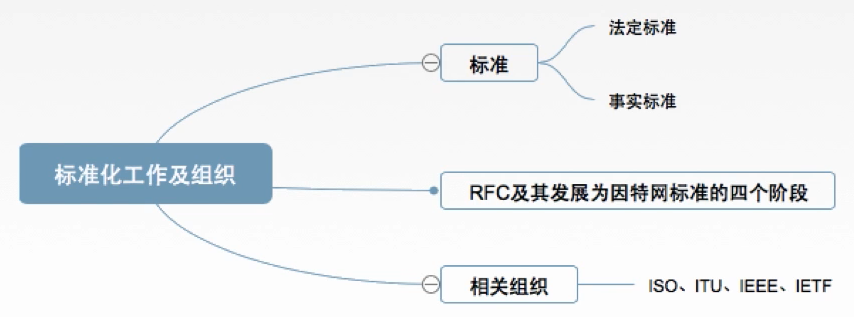 法定标准
标准
事实标准
标准化工作及组织
RFC及其发展为因特网标准的四个阶段
相关组织
ISO、ITU、IEEE、IETF